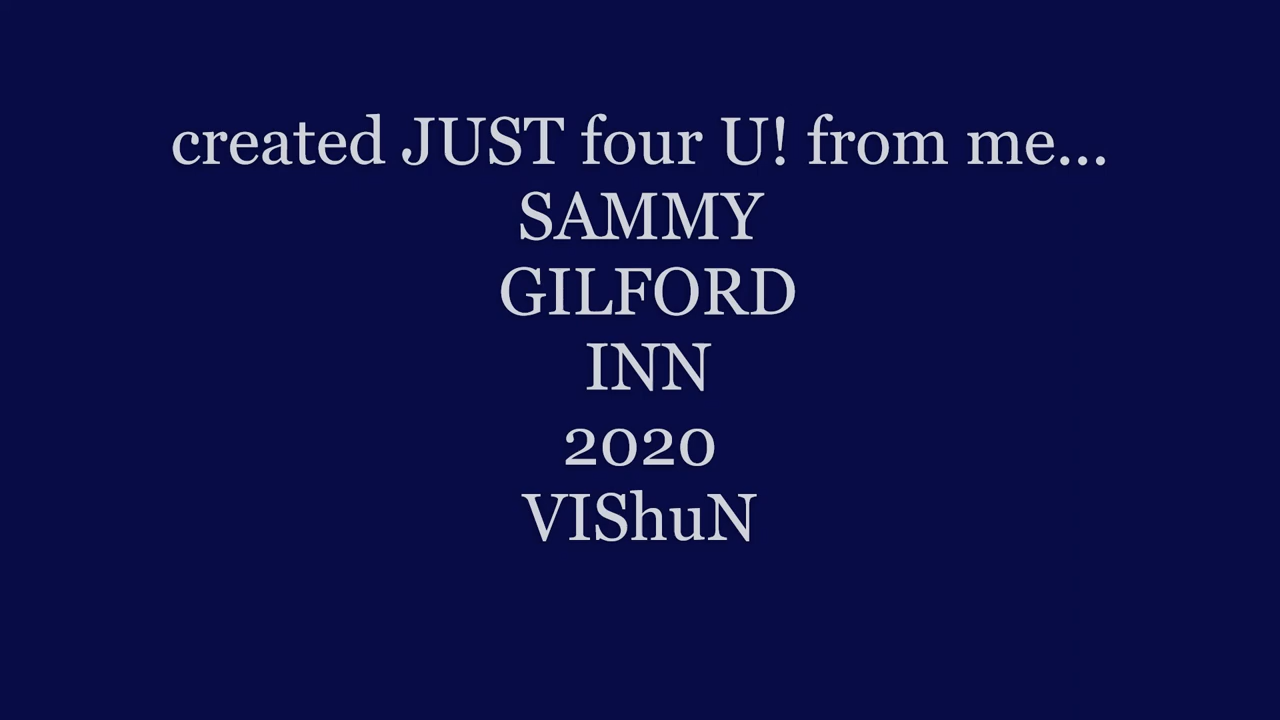 created JUST four U! from me...
SAMMY
GILFORD
INN
2020
VIShuN